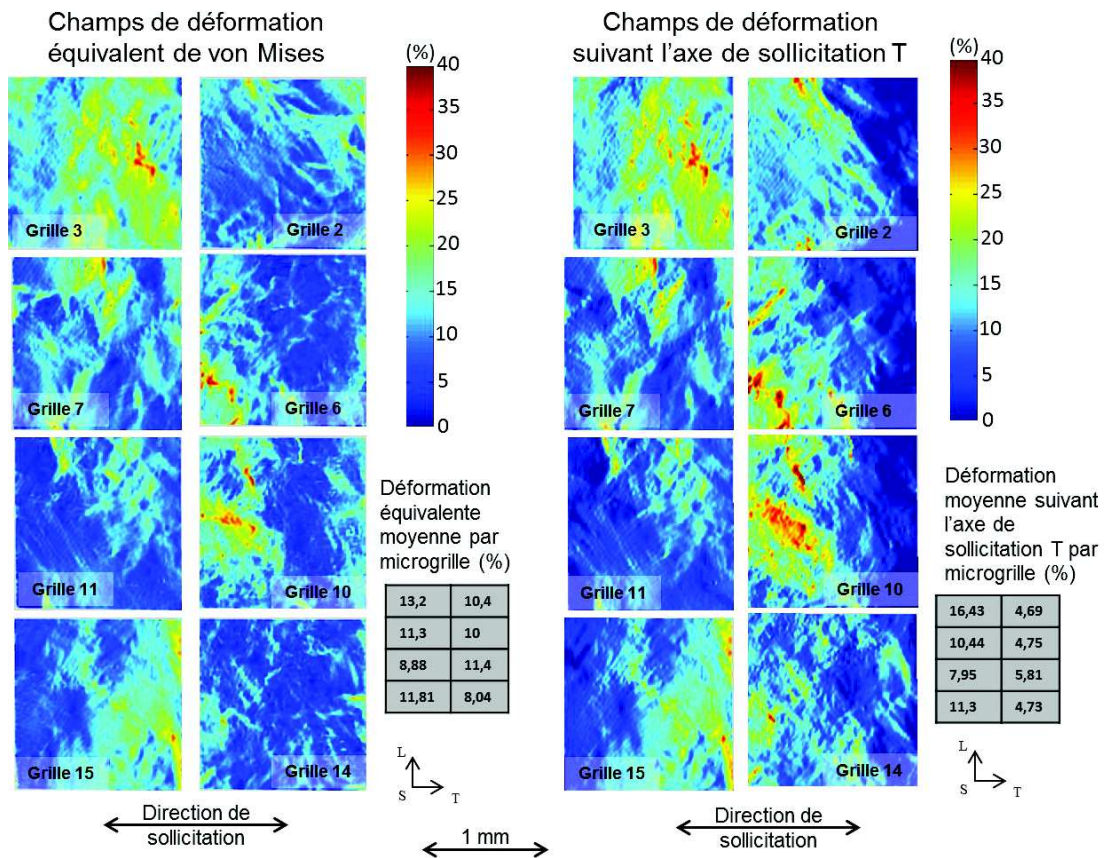 Champs de déformation
équivalent de von Mises
(%)
40
35
30
25
20
15
10
5
0
Grille 3
Grille 2
Grille 7
Grille 6
Grille 11
Grille 10
Grille 15
Grille 14
Déformation
équivalente
moyenne par
microgrille (%)
13,2 10,4
11,3 10
8,88 11,4
11,81 8,04
L
S T
Direction de
sollicitation
1 mm
Champs de déformation
suivant l'axe de sollicitation T
(%)
40
35
30
25
20
15
10
5
0
Grille 3
Grille 2
Grille 7
Grille 6
Grille 11
Grille 10
Grille 15
Grille 14
Déformation
moyenne suivant
l'axe de
sollicitation T par
microgrille (%)
16,43 4,69
10,44 4,75
7,95 5,81
11,3 4,73
L
S T
Direction de
sollicitation